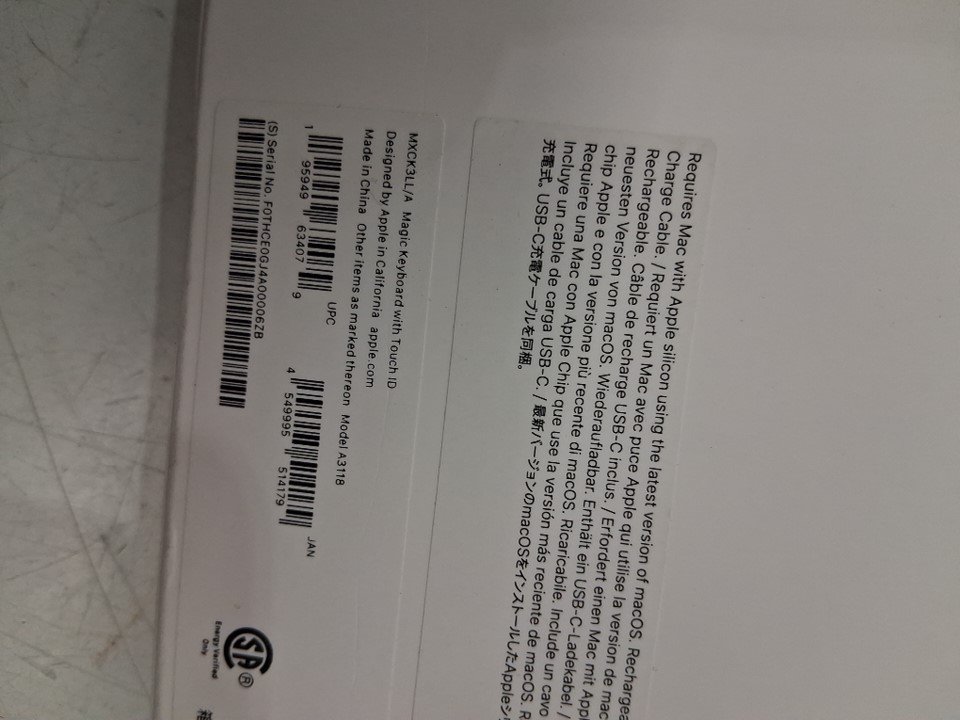 Requires Mac with Apple silicon using the latest version of macOS. Rechargea
Charge Cable. / Requiert un Mac avec puce Apple qui utilise la version de mac
Rechargeable. Câble de recharge USB-C inclus. / Erfordert einen Mac mit Appl
neuesten Version von macOS. Wiederaufladbar. Enthält ein USB-C-Ladekabel. /
chip Apple e con la versione più recente di macOS. Ricaricabile. Include un cavo
Requiere una Mac con Apple Chip que use la versión más reciente de macOS. R
Incluye un cable de carga USB-C. / 最新バージョンのmacOSをインストールしたAppleシ
充電式。USB-C充電ケーブルを同梱。
MXCK3LL/A Magic Keyboard with Touch ID
Designed by Apple in California apple.com
Made in China Other items as marked thereon Model A3118
UPC
1 95949 63407 9
JAN
4 549995 514179
(S) Serial No. F0THCE0GJ4A00006ZB
SA ®
Energy Verified
Only